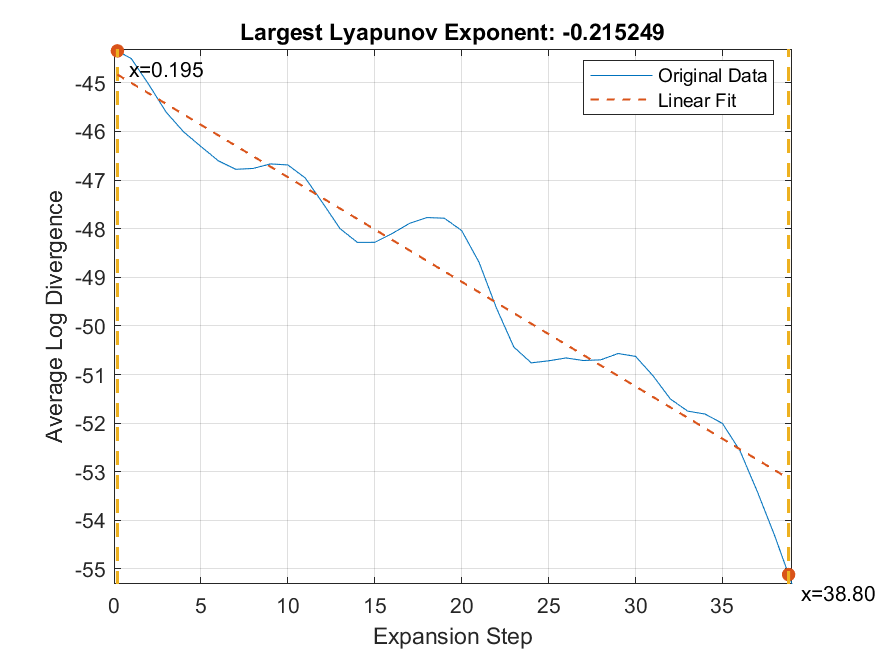 Largest Lyapunov Exponent: -0.215249
x=0.195
Original Data
Linear Fit
-45
-46
-47
-48
-49
-50
-51
-52
-53
-54
-55
Average Log Divergence
x=38.80
0 5 10 15 20 25 30 35
Expansion Step